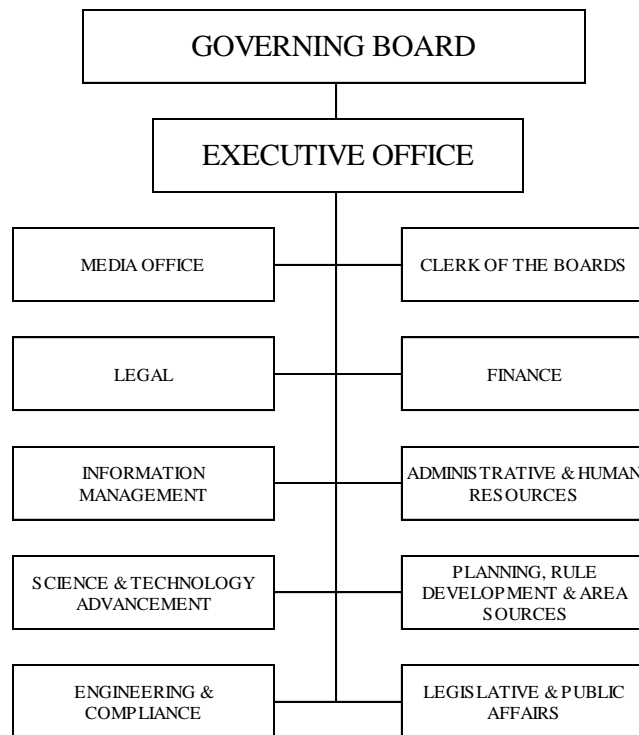 GOVERNING BOARD
EXECUTIVE OFFICE
MEDIA OFFICE
CLERK OF THE BOARDS
LEGAL
FINANCE
INFORMATION
MANAGEMENT
ADMINISTRATIVE & HUMAN
RESOURCES
SCIENCE & TECHNOLOGY
ADVANCEMENT
PLANNING, RULE
DEVELOPMENT & AREA
SOURCES
ENGINEERING &
COMPLIANCE
LEGISLATIVE & PUBLIC
AFFAIRS